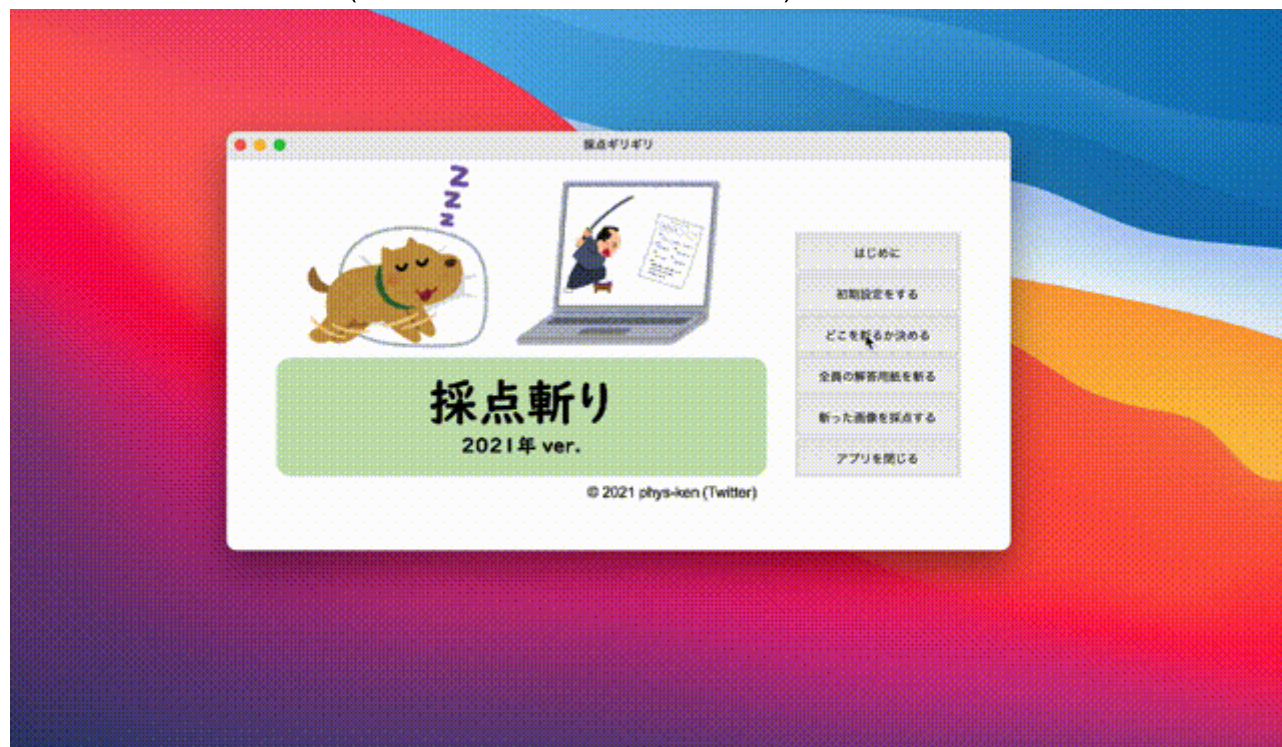 採点ギリギリ
zzz
採点斬り
2021年 ver.
© 2021 phys-ken (Twitter)
はじめに
初期設定をする
どこを斬るか決める
全員の解答用紙を斬る
斬った画像を採点する
アプリを閉じる